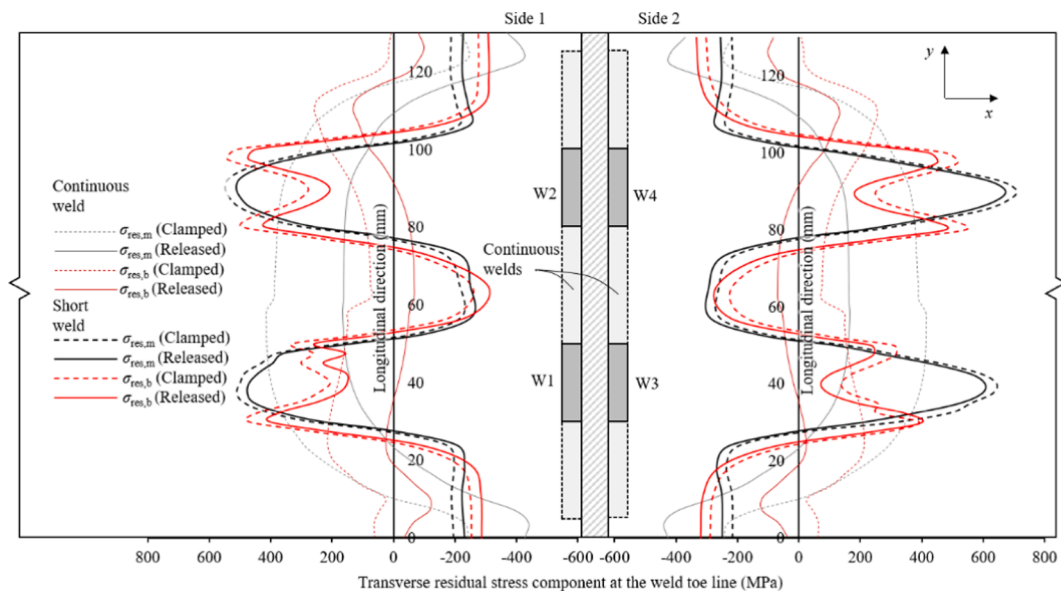 Side 1
Side 2
y
x
120
120
100
100
80
80
60
60
40
40
20
20
0
0
Longitudinal direction (mm)
Longitudinal direction (mm)
Continuous
weld
σres,m (Clamped)
σres,m (Released)
σres,b (Clamped)
σres,b (Released)
Short
weld
σres,m (Clamped)
σres,m (Released)
σres,b (Clamped)
σres,b (Released)
W2
W4
Continuous
welds
W1
W3
800 600 400 200 0 -200 -400 -600 -600 -400 -200 0 200 400 600 800
Transverse residual stress component at the weld toe line (MPa)